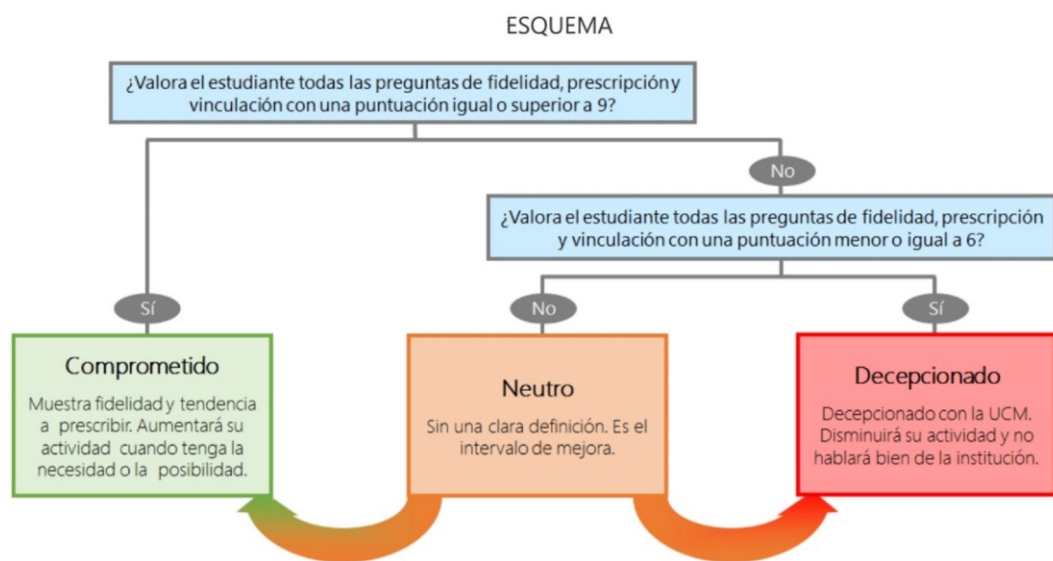 ESQUEMA
¿Valora el estudiante todas las preguntas de fidelidad, prescripción y
vinculación con una puntuación igual o superior a 9?
No
¿Valora el estudiante todas las preguntas de fidelidad, prescripción
y vinculación con una puntuación menor o igual a 6?
Sí
No
Sí
Comprometido
Muestra fidelidad y tendencia
a prescribir. Aumentará su
actividad cuando tenga la
necesidad o la posibilidad.
Neutro
Sin una clara definición. Es el
intervalo de mejora.
Decepcionado
Decepcionado con la UCM.
Disminuirá su actividad y no
hablará bien de la institución.